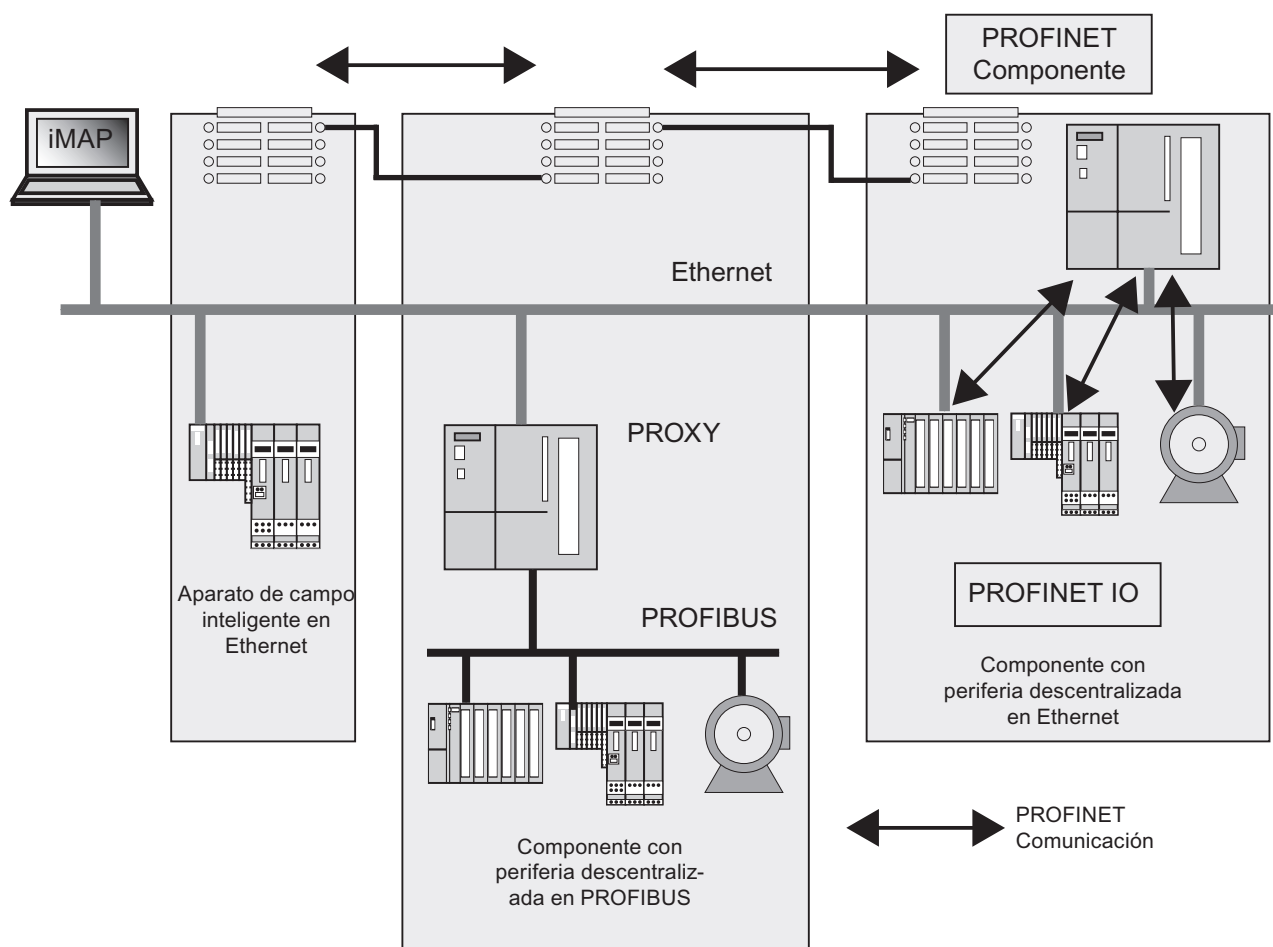 PROFINET
Componente
iMAP
Ethernet
PROXY
PROFIBUS
Aparato de campo
inteligente en
Ethernet
PROFINET IO
Componente con
periferia descentralizada
en Ethernet
Componente con
periferia descentraliz-
ada en PROFIBUS
PROFINET
Comunicación